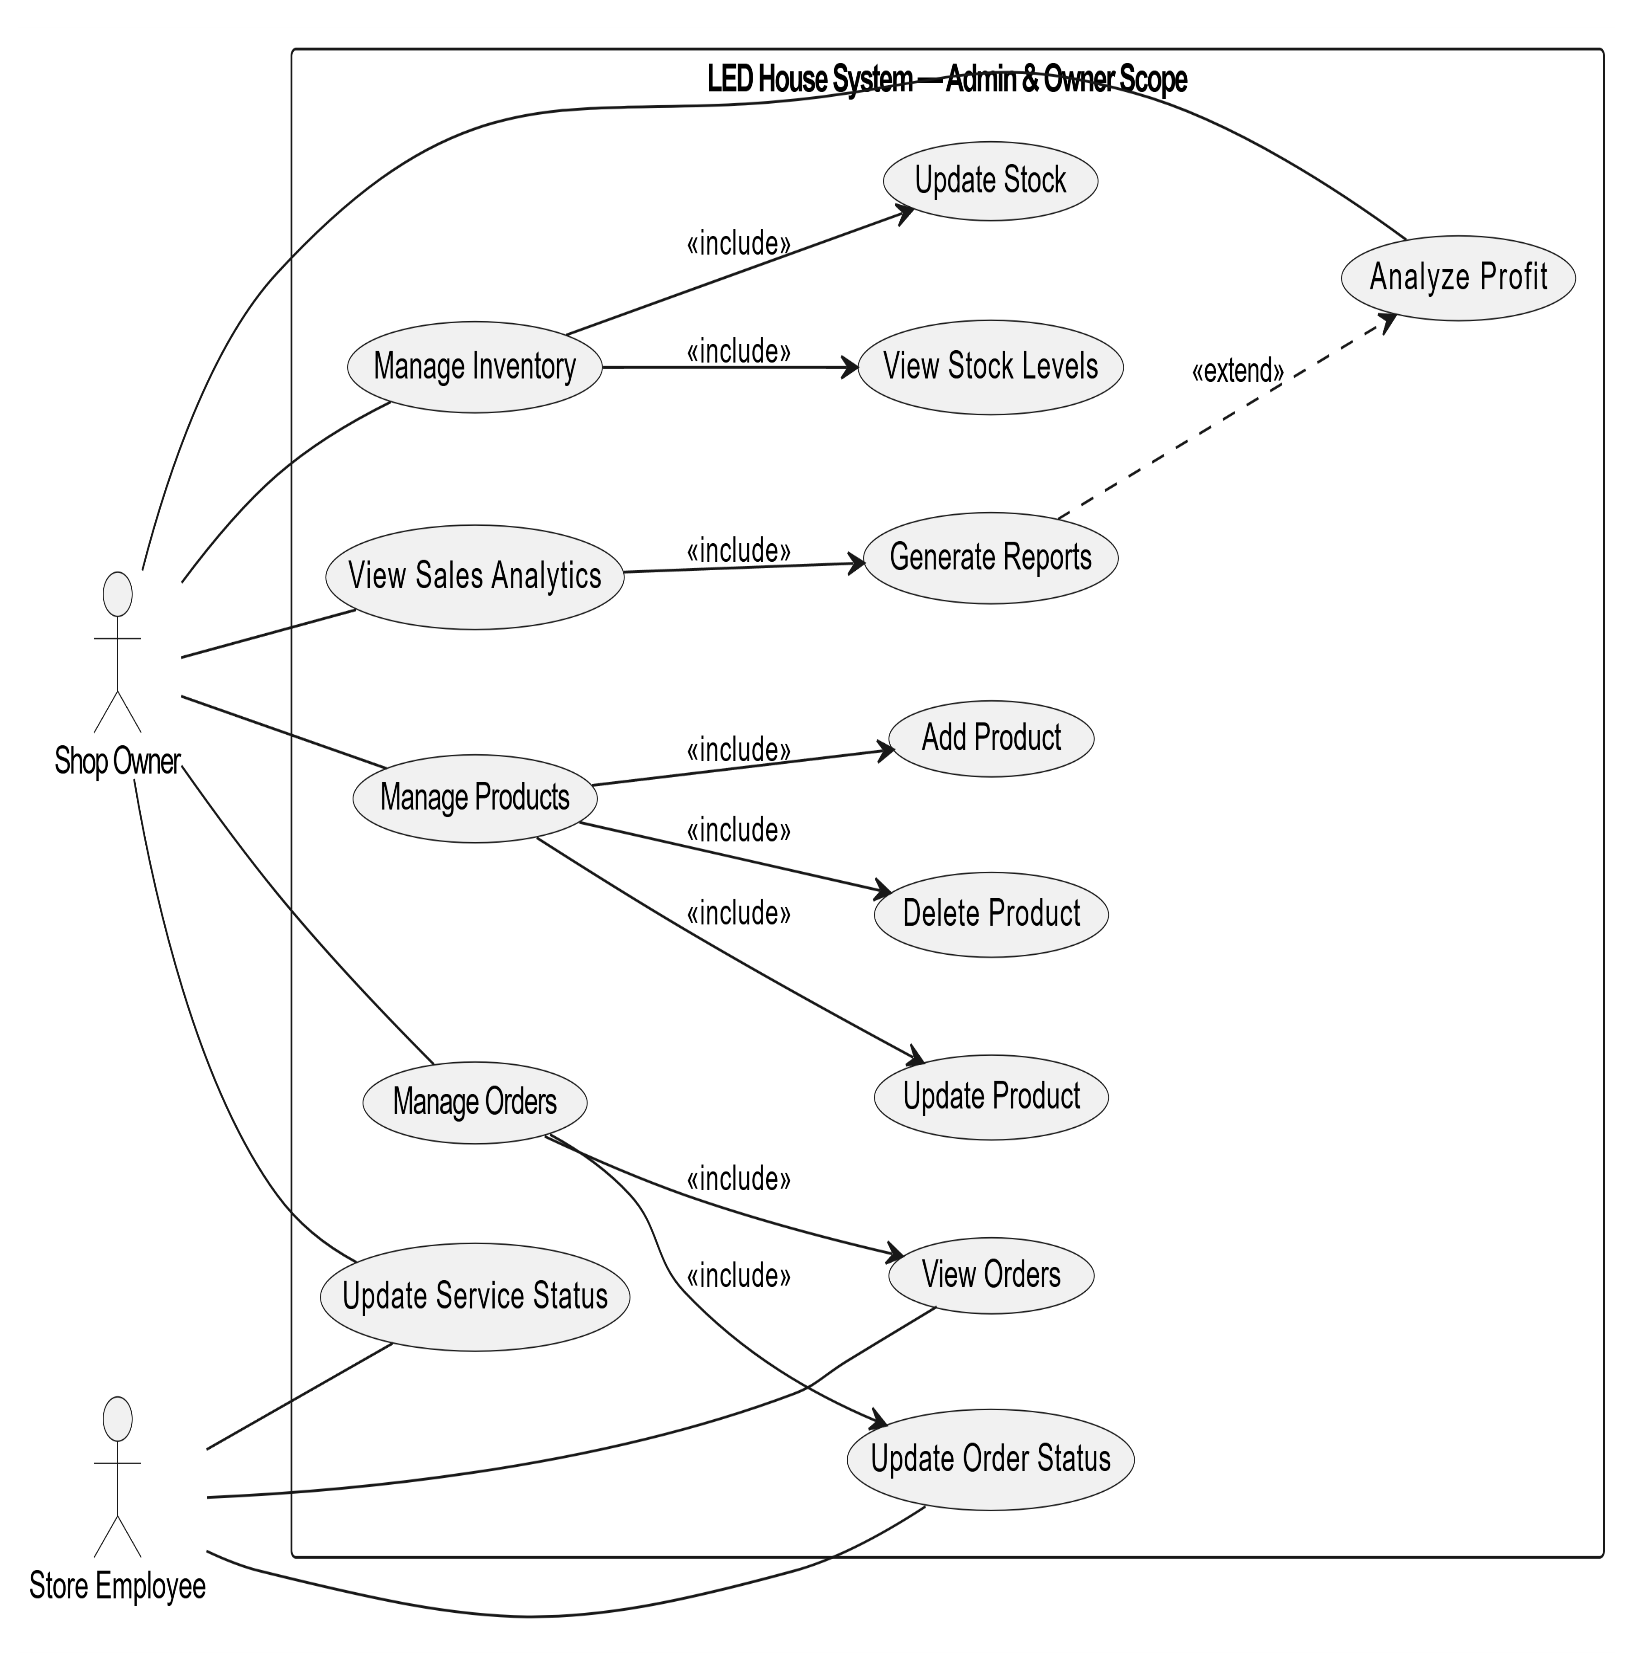 LED House System — Admin & Owner Scope
Update Stock
«include»
Analyze Profit
Manage Inventory
«include»
View Stock Levels
«extend»
View Sales Analytics
«include»
Generate Reports
Shop Owner
Add Product
«include»
Manage Products
«include»
Delete Product
«include»
Update Product
Manage Orders
«include»
View Orders
«include»
Update Service Status
Update Order Status
Store Employee